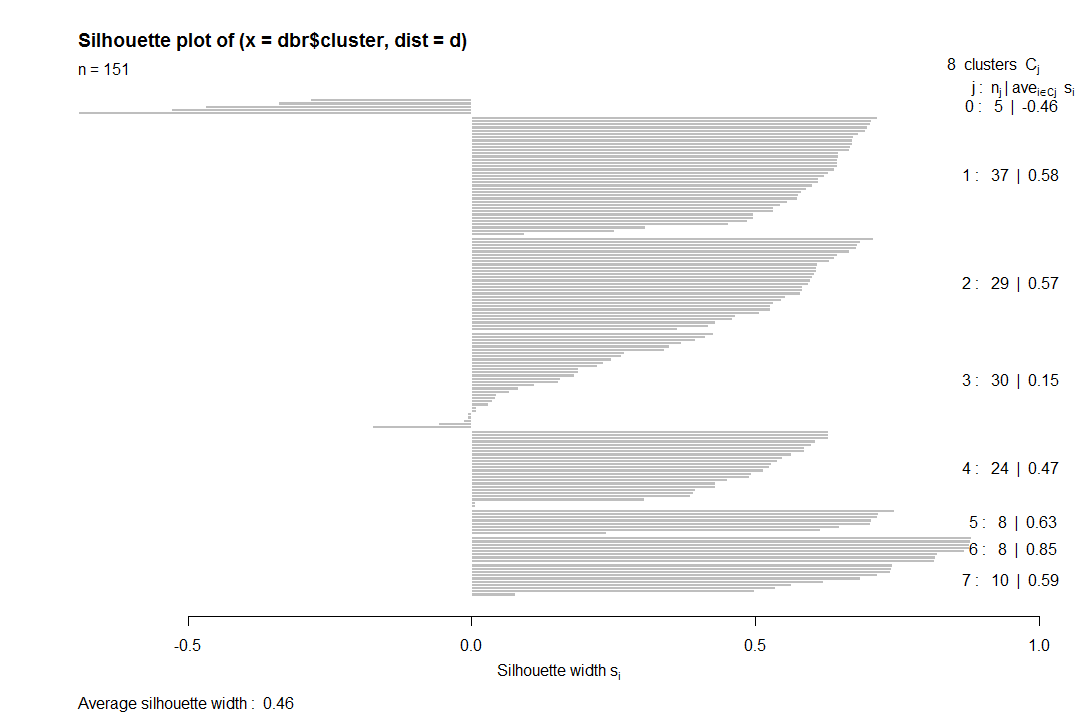 Silhouette plot of (x = dbr$cluster, dist = d)
n = 151
8 clusters Cj
j : nj | avei∈Cj si
0 : 5 | -0.46
1 : 37 | 0.58
2 : 29 | 0.57
3 : 30 | 0.15
4 : 24 | 0.47
5 : 8 | 0.63
6 : 8 | 0.85
7 : 10 | 0.59
-0.5 0.0 0.5 1.0
Silhouette width si
Average silhouette width : 0.46